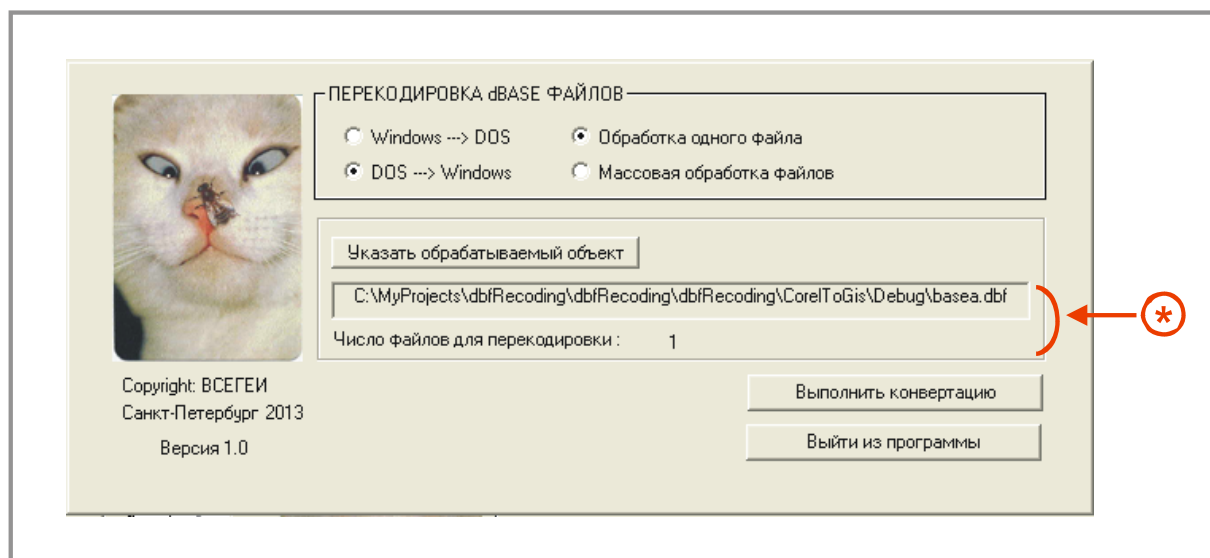 ПЕРЕКОДИРОВКА dBASE ФАЙЛОВ
Windows ---> DOS
Обработка одного файла
DOS ---> Windows
Массовая обработка файлов
Указать обрабатываемый объект
C:\MyProjects\dbfRecoding\dbfRecoding\dbfRecoding\CorelToGis\Debug\basea.dbf
*
Число файлов для перекодировки : 1
Copyright: ВСЕГЕИ
Санкт-Петербург 2013
Версия 1.0
Выполнить конвертацию
Выйти из программы